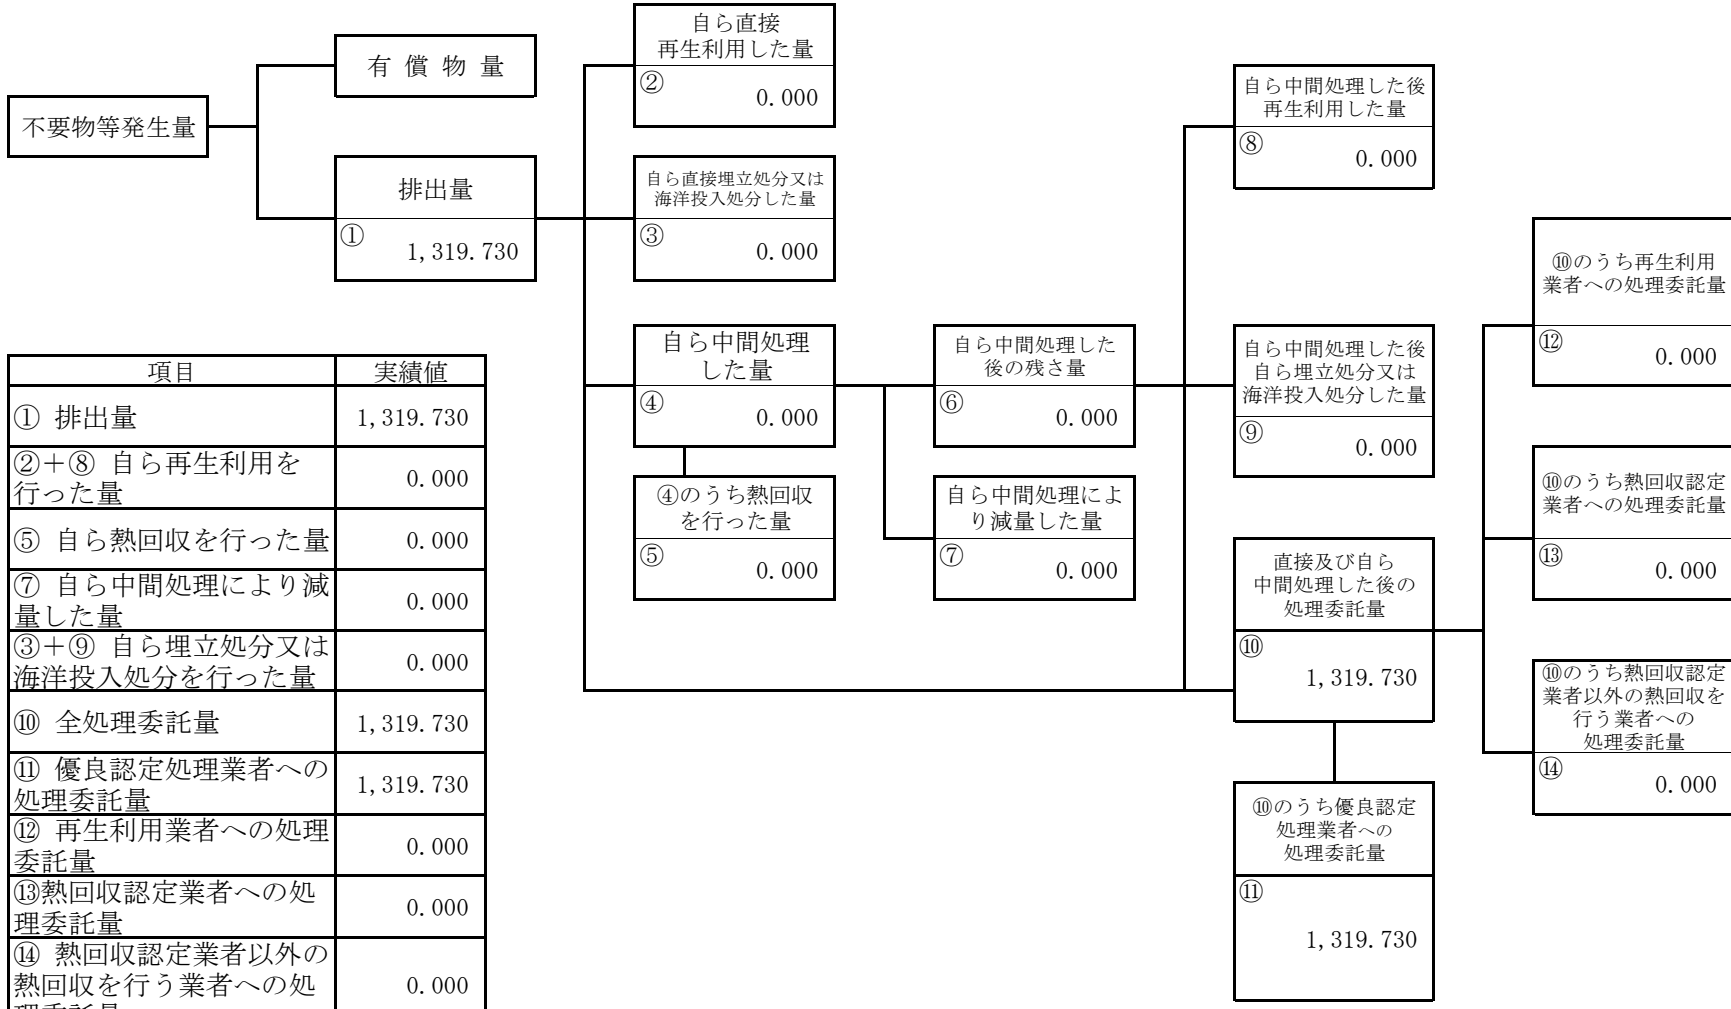 不要物等発生量
有償物量
排出量
①
1,319.730
自ら直接
再生利用した量
②
0.000
自ら直接埋立処分又は
海洋投入処分した量
③
0.000
自ら中間処理
した量
④
0.000
④のうち熱回収
を行った量
⑤
0.000
自ら中間処理した
後の残さ量
⑥
0.000
自ら中間処理によ
り減量した量
⑦
0.000
自ら中間処理した後
再生利用した量
⑧
0.000
自ら中間処理した後
自ら埋立処分又は
海洋投入処分した量
⑨
0.000
直接及び自ら
中間処理した後の
処理委託量
⑩
1,319.730
⑩のうち優良認定
処理業者への
処理委託量
⑪
1,319.730
⑩のうち再生利用
業者への処理委託量
⑫
0.000
⑩のうち熱回収認定
業者への処理委託量
⑬
0.000
⑩のうち熱回収認定
業者以外の熱回収を
行う業者への
処理委託量
⑭
0.000
項目 実績値
① 排出量 1,319.730
②+⑧ 自ら再生利用を
行った量 0.000
⑤ 自ら熱回収を行った量 0.000
⑦ 自ら中間処理により減
量した量 0.000
③+⑨ 自ら埋立処分又は
海洋投入処分を行った量 0.000
⑩ 全処理委託量 1,319.730
⑪ 優良認定処理業者への
処理委託量 1,319.730
⑫ 再生利用業者への処理
委託量 0.000
⑬熱回収認定業者への処
理委託量 0.000
⑭ 熱回収認定業者以外の
熱回収を行う業者への処 0.000